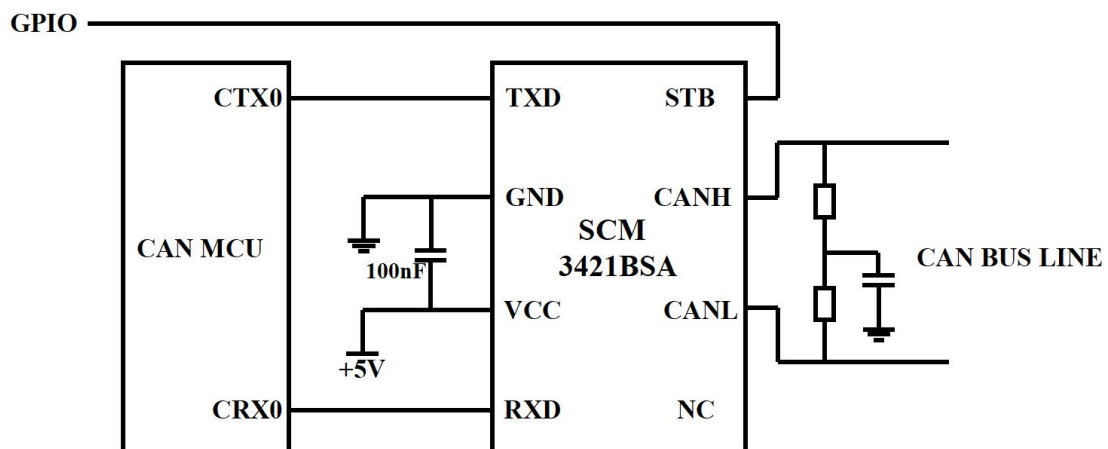 GPIO
CTX0
TXD
STB
GND
CANH
CAN MCU
SCM
3421BSA
100nF
CAN BUS LINE
VCC
CANL
+5V
CRX0
RXD
NC